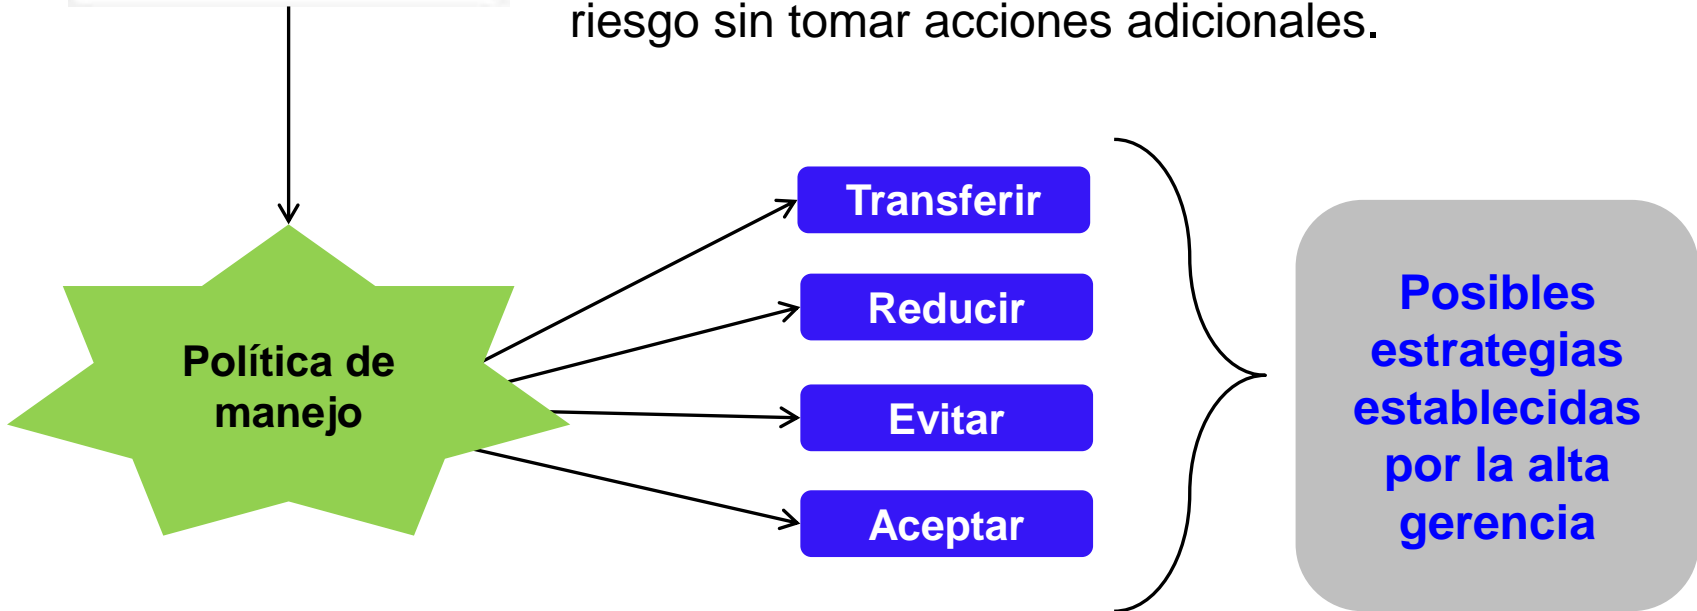 riesgo sin tomar acciones adicionales.
Política de
manejo
Transferir
Reducir
Evitar
Aceptar
Posibles
estrategias
establecidas
por la alta
gerencia